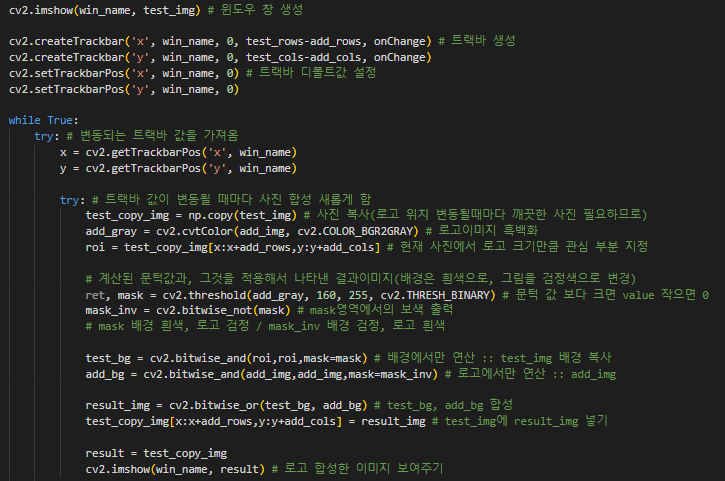 cv2.imshow(win_name, test_img) # 윈도우 창 생성
cv2.createTrackbar('x', win_name, 0, test_rows-add_rows, onChange) # 트랙바 생성
cv2.createTrackbar('y', win_name, 0, test_cols-add_cols, onChange)
cv2.setTrackbarPos('x', win_name, 0) # 트랙바 디폴트값 설정
cv2.setTrackbarPos('y', win_name, 0)
while True:
try: # 변동되는 트랙바 값을 가져옴
x = cv2.getTrackbarPos('x', win_name)
y = cv2.getTrackbarPos('y', win_name)
try: # 트랙바 값이 변동될 때마다 사진 합성 새롭게 함
test_copy_img = np.copy(test_img) # 사진 복사(로고 위치 변동될때마다 깨끗한 사진 필요하므로)
add_gray = cv2.cvtColor(add_img, cv2.COLOR_BGR2GRAY) # 로고이미지 흑백화
roi = test_copy_img[x:x+add_rows,y:y+add_cols] # 현재 사진에서 로고 크기만큼 관심 부분 지정
# 계산된 문턱값과, 그것을 적용해서 나타낸 결과이미지(배경은 흰색으로, 그림을 검정색으로 변경)
ret, mask = cv2.threshold(add_gray, 160, 255, cv2.THRESH_BINARY) # 문턱 값 보다 크면 value 작으면 0
mask_inv = cv2.bitwise_not(mask) # mask영역에서의 보색 출력
# mask 배경 흰색, 로고 검정 / mask_inv 배경 검정, 로고 흰색
test_bg = cv2.bitwise_and(roi,roi,mask=mask) # 배경에서만 연산 :: test_img 배경 복사
add_bg = cv2.bitwise_and(add_img,add_img,mask=mask_inv) # 로고에서만 연산 :: add_img
result_img = cv2.bitwise_or(test_bg, add_bg) # test_bg, add_bg 합성
test_copy_img[x:x+add_rows,y:y+add_cols] = result_img # test_img에 result_img 넣기
result = test_copy_img
cv2.imshow(win_name, result) # 로고 합성한 이미지 보여주기